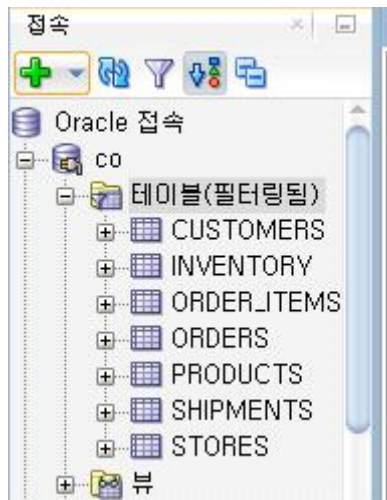 접속
Oracle 접속
co
테이블(필터링됨)
CUSTOMERS
INVENTORY
ORDER_ITEMS
ORDERS
PRODUCTS
SHIPMENTS
STORES
뷰